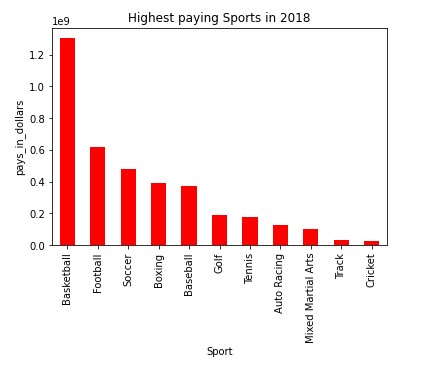 Highest paying Sports in 2018
1e9
1.2
1.0
0.8
0.6
0.4
0.2
0.0
pays_in_dollars
Basketball
Football
Soccer
Boxing
Baseball
Golf
Tennis
Auto Racing
Mixed Martial Arts
Track
Cricket
Sport